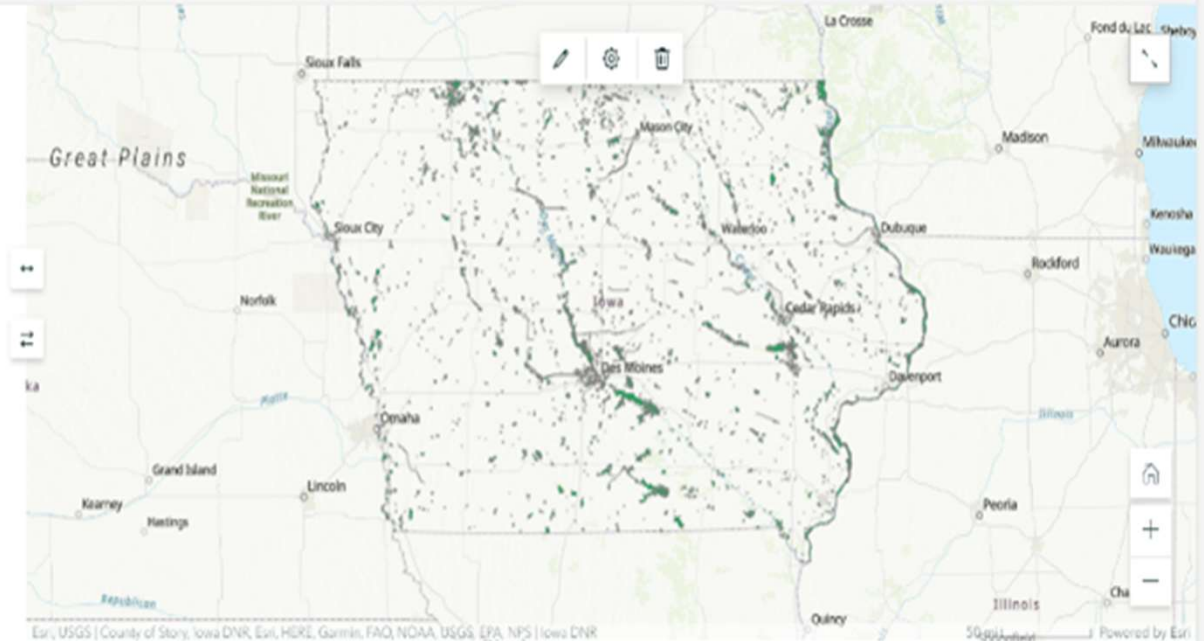 La Crosse
Fond du Lac
Sioux Falls
Mason City
Madison
Great Plains
Missouri
National
Recreation
River
Sioux City
Waterloo
Dubuque
Kenosha
Rockford
Norfolk
Iowa
Cedar Rapids
Aurora
Des Moines
Davenport
Platte
Omaha
Illinois
Grand Island
Lincoln
Kearney
Hastings
Peoria
Republican
Illinois
Quincy
Esri, USGS | County of Story, Iowa DNR, Esri, HERE, Garmin, FAO, NOAA, USGS, EPA, NPS | Iowa DNR
Powered by Esri